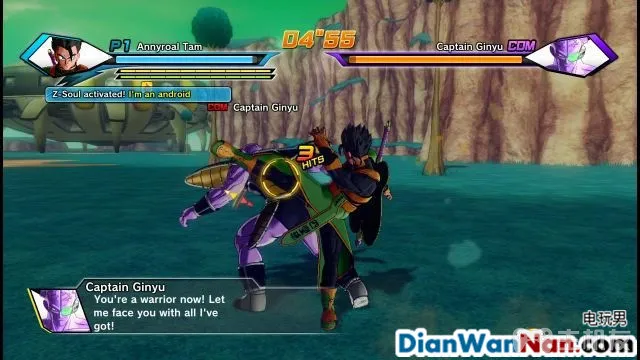 P1 Annyroal Tam
04"55
Captain Ginyu COM
Z-Soul activated! I'm an android
COM Captain Ginyu
3
HITS
Captain Ginyu
You're a warrior now! Let
me face you with all I've
got!
电玩男
DianWanNan.com